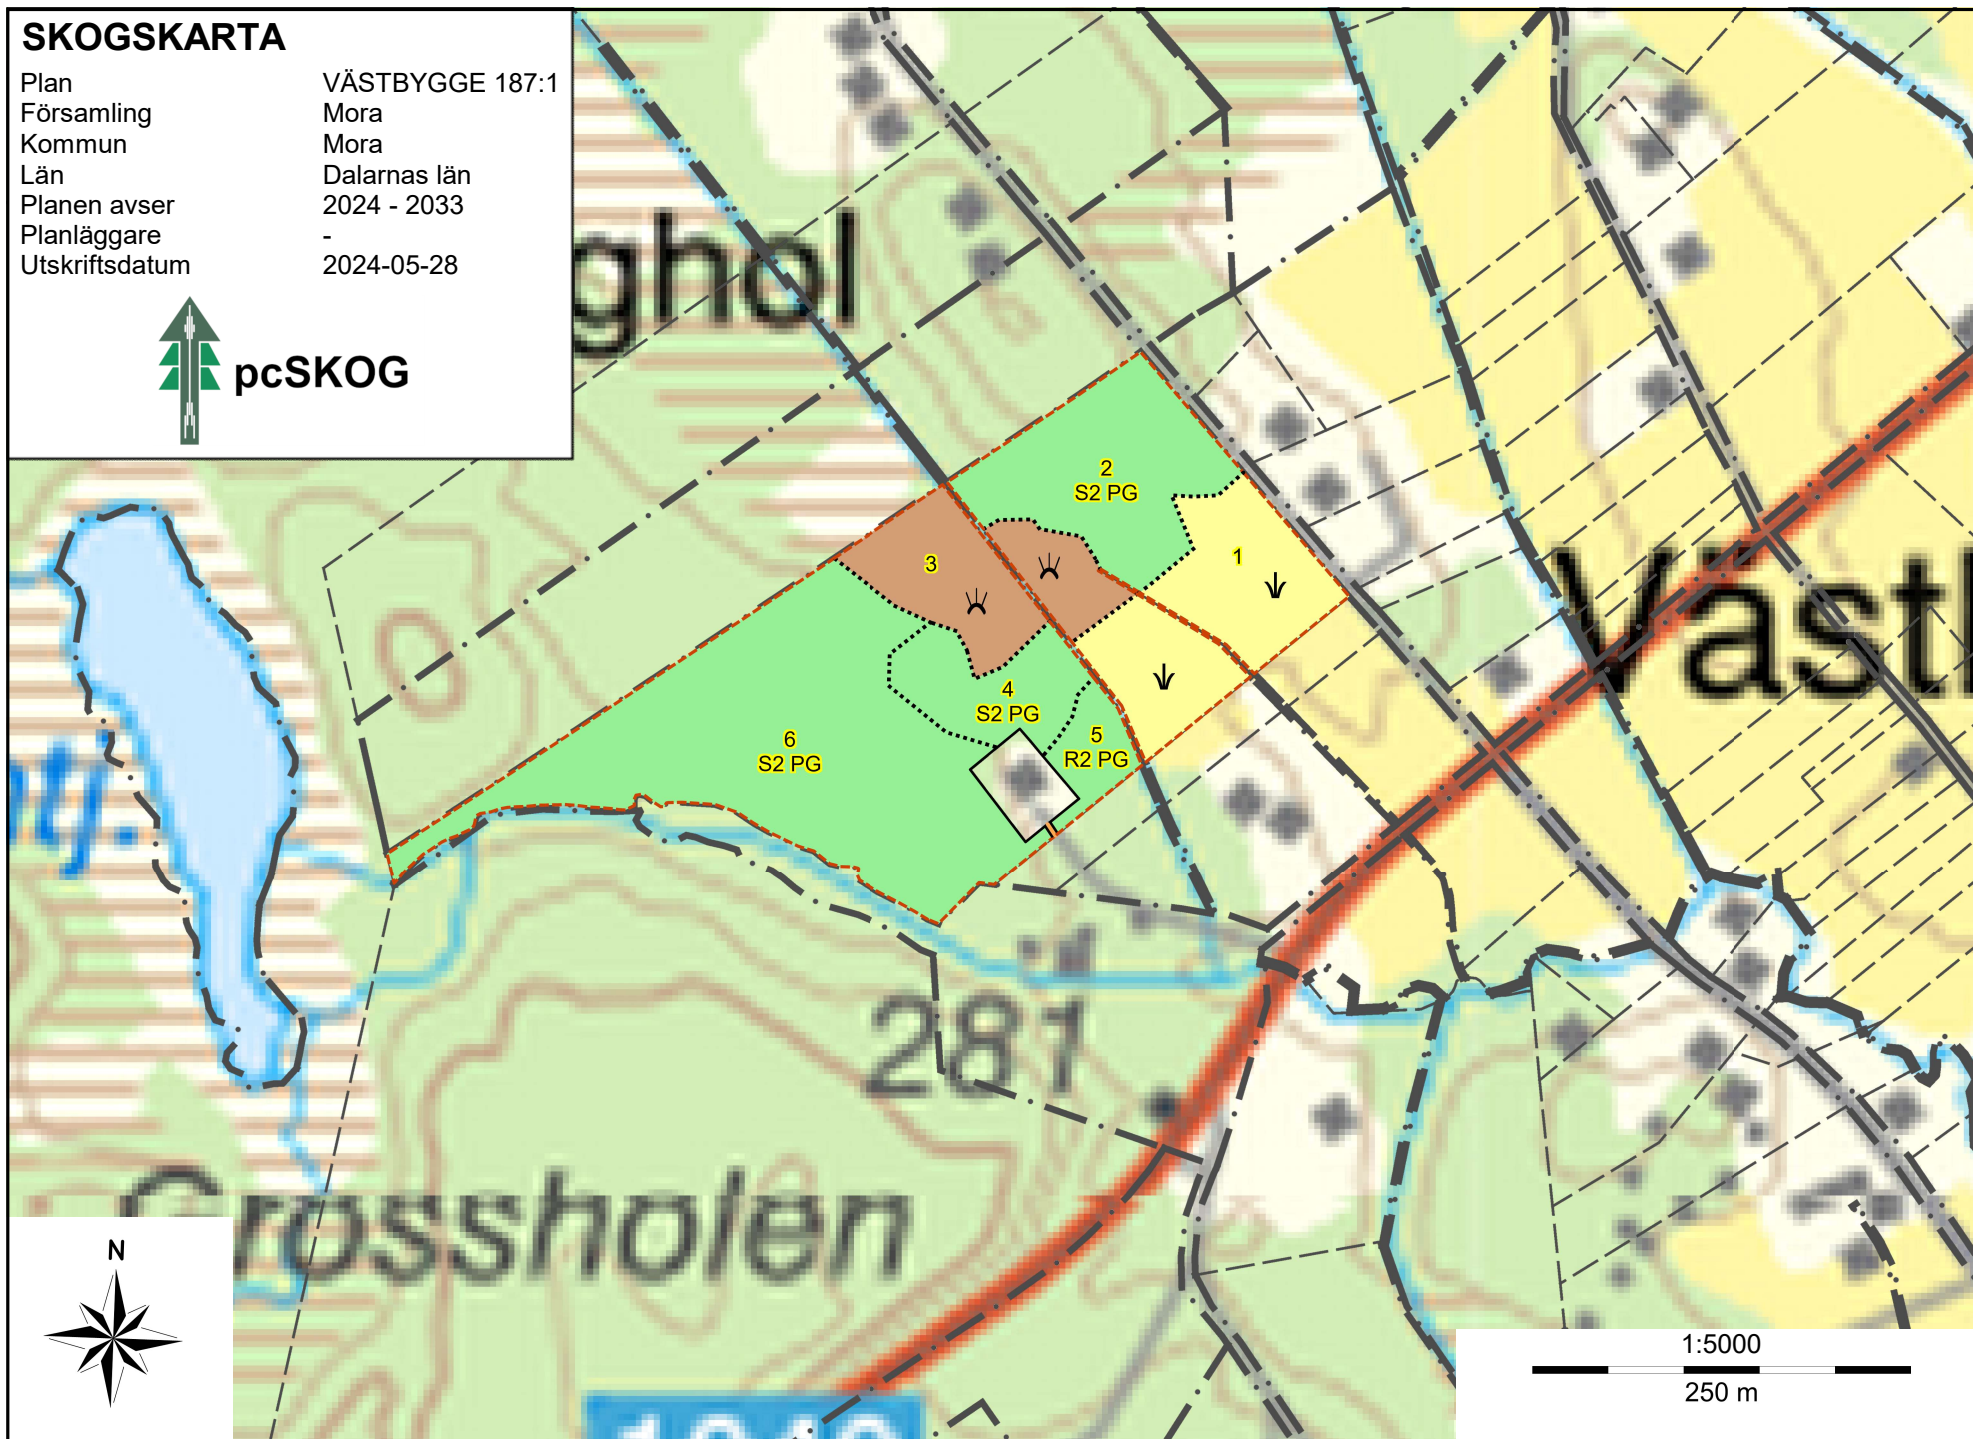 SKOGSKARTA
Plan VÄSTBYGGE 187:1
Församling Mora
Kommun Mora
Län Dalarnas län
Planen avser 2024 - 2033
Planläggare -
Utskriftsdatum 2024-05-28
pcSKOG
ghol
2
S2 PG
1
3
4
S2 PG
5
R2 PG
6
S2 PG
Västl
tj.
281
Grossholen
N
1:5000
250 m